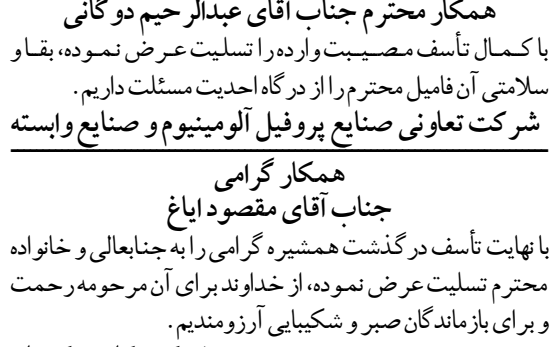 همکار محترم جناب آقای عبدالرحیم دوگانی
با کمال تأسف مصیبت وارده را تسلیت عرض نموده، بقا و
سلامتی آن فامیل محترم را از درگاه احدیت مسئلت داریم.
شرکت تعاونی صنایع پروفیل آلومینیوم و صنایع وابسته
همکار گرامی
جناب آقای مقصود ایاغ
با نهایت تأسف درگذشت همشیره گرامی را به جنابعالی و خانواده
محترم تسلیت عرض نموده، از خداوند برای آن مرحومه رحمت
و برای بازماندگان صبر و شکیبایی آرزومندیم.